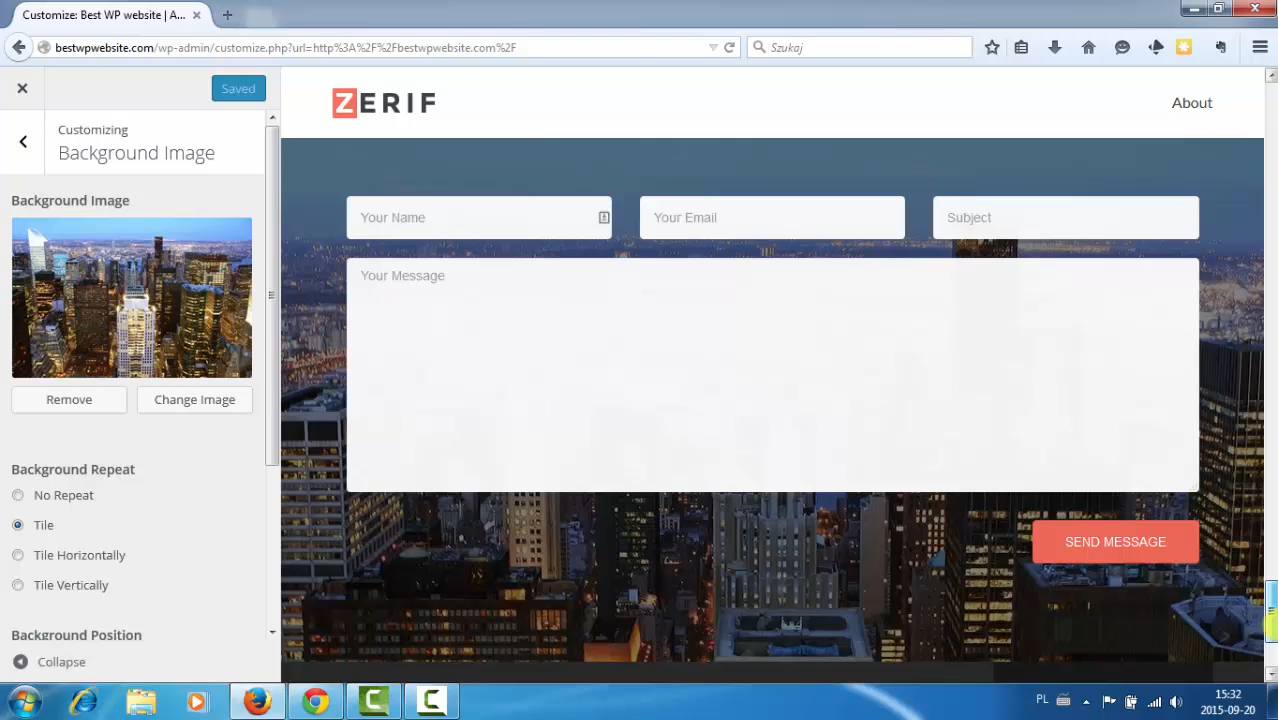 Customize: Best WP website | A...
bestwpwebsite.com/wp-admin/customize.php?url=http%3A%2F%2Fbestwpwebsite.com%2F
Szukaj
Saved
Customizing
Background Image
Background Image
Remove
Change Image
Background Repeat
No Repeat
Tile
Tile Horizontally
Tile Vertically
Background Position
Collapse
ZERIF
About
Your Name
Your Email
Subject
Your Message
SEND MESSAGE
PL
15:32
2015-09-20